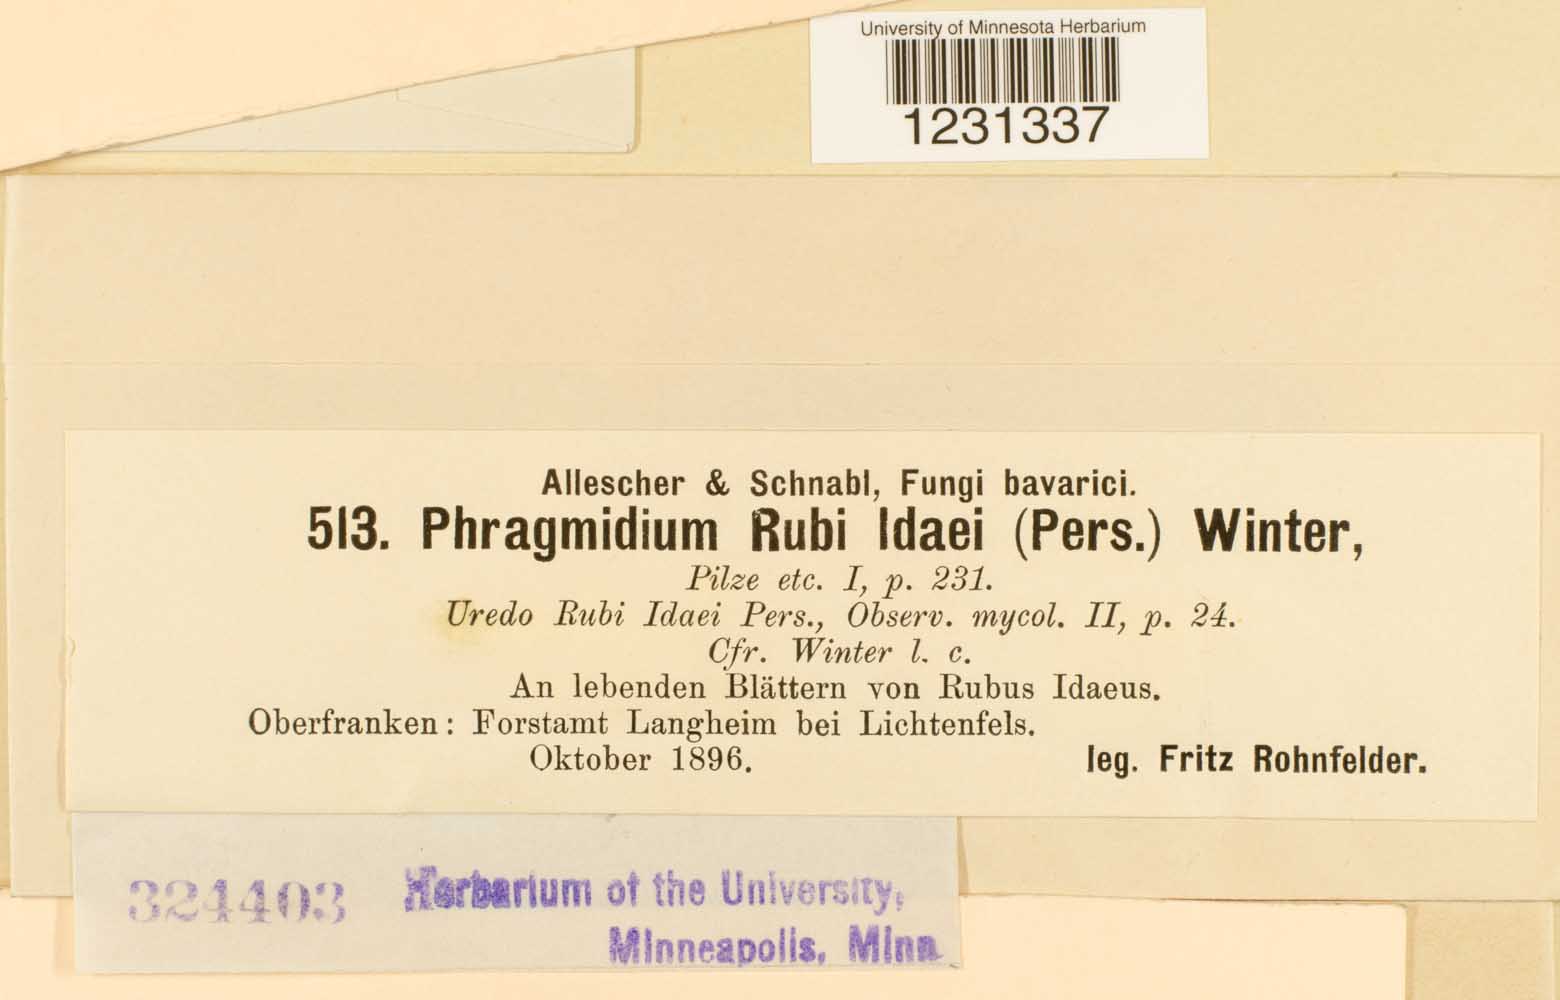 University of Minnesota Herbarium
1231337
Allescher & Schnabl, Fungi bavarici.
513. Phragmidium Rubi Idaei (Pers.) Winter,
Pilze etc. I, p. 231.
Uredo Rubi Idaei Pers., Observ. mycol. II, p. 24.
Cfr. Winter l. c.
An lebenden Blättern von Rubus Idaeus.
Oberfranken: Forstamt Langheim bei Lichtenfels.
Oktober 1896. leg. Fritz Rohnfelder.
324403 Herbarium of the University,
Minneapolis, Minn